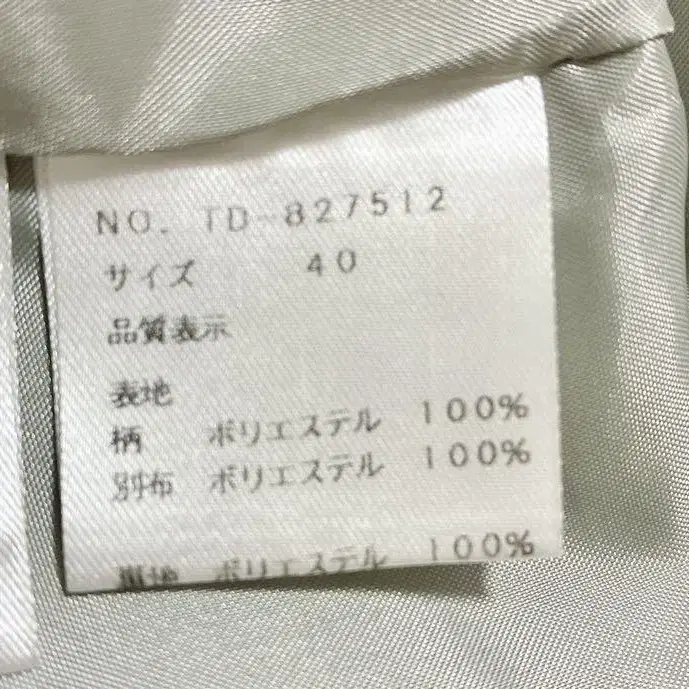 NO. TD-827512
サイズ 40
品質表示
表地
柄 ポリエステル 100%
別布 ポリエステル 100%
裏地 ポリエステル 100%